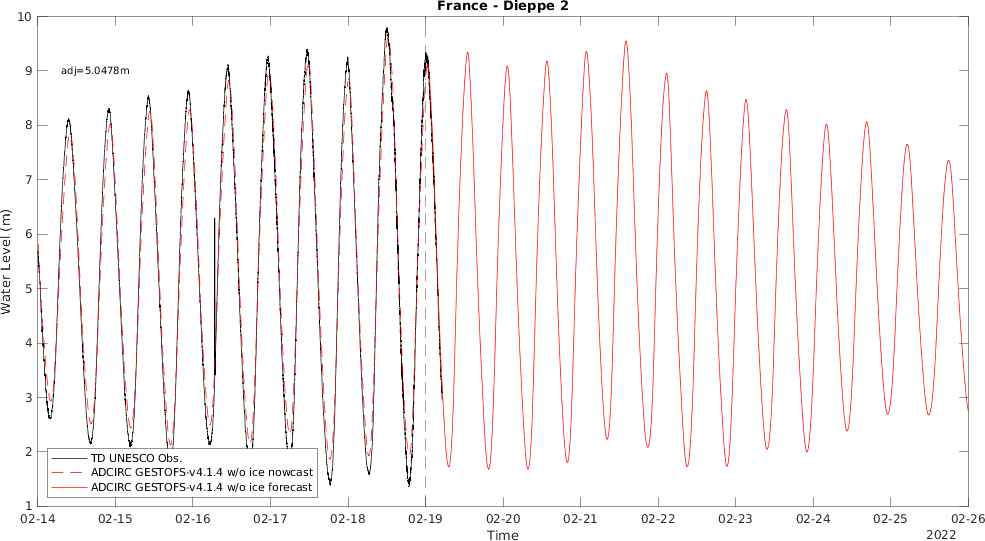 France - Dieppe 2
adj=5.0478m
Water Level (m)
10
9
8
7
6
5
4
3
2
1
TD UNESCO Obs.
ADCIRC GESTOFS-v4.1.4 w/o ice nowcast
ADCIRC GESTOFS-v4.1.4 w/o ice forecast
02-14 02-15 02-16 02-17 02-18 02-19 02-20 02-21 02-22 02-23 02-24 02-25 02-26
Time
2022